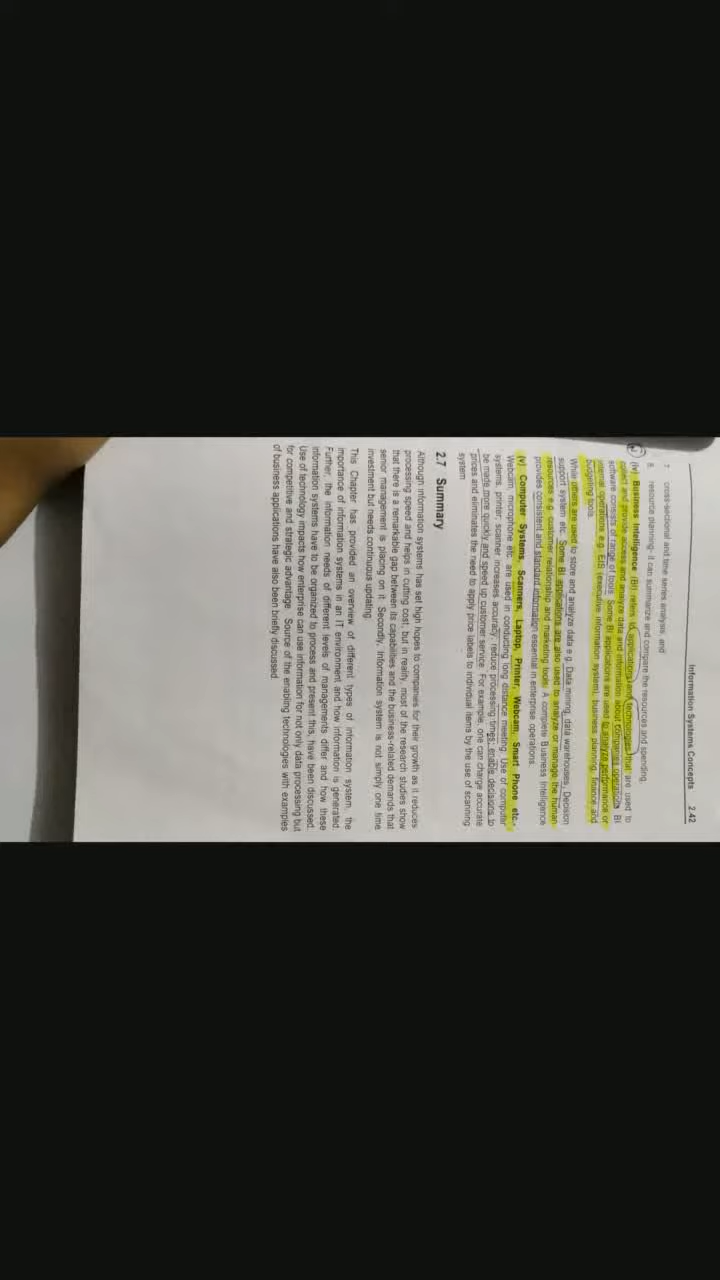 Information Systems Concepts 2.42
7. cross-sectional and time series analysis, and
8. resource planning- it can summarize and compare the resources and spending.
(iv) Business Intelligence (BI) refers to applications and technologies that are used to
collect and provide access and analyze data and information about companies operations. BI
software consists of range of tools. Some BI applications are used to analyze performance or
internal operations e.g. EIS (executive information system), business planning, finance and
budgeting tools.
While others are used to store and analyze data e.g. Data mining, data warehouses, Decision
support system etc. Some BI applications are also used to analyze or manage the human
resources e.g. customer relationship and marketing tools. A complete Business Intelligence
provides consistent and standard information essential in enterprise operations.
(v) Computer Systems, Scanners, Laptop, Printer, Webcam, Smart Phone etc.-
Webcam, microphone etc. are used in conducting long distance meeting. Use of computer
systems, printer, scanner increases accuracy, reduce processing times, enable decisions to
be made more quickly and speed up customer service. For example, one can charge accurate
prices and eliminates the need to apply price labels to individual items by the use of scanning
system.
2.7 Summary
Although information systems has set high hopes to companies for their growth as it reduces
processing speed and helps in cutting cost; but in reality, most of the research studies show
that there is a remarkable gap between its capabilities and the business-related demands that
senior management is placing on it. Secondly, Information system is not simply one time
investment but needs continuous updating.
This Chapter has provided an overview of different types of information system, the
importance of information systems in an IT environment and how information is generated.
Further, the information needs of different levels of managements differ and how these
information systems have to be organized to process and present this, have been discussed.
Use of technology impacts how enterprise can use information for not only data processing but
for competitive and strategic advantage. Source of the enabling technologies with examples
of business applications have also been briefly discussed.